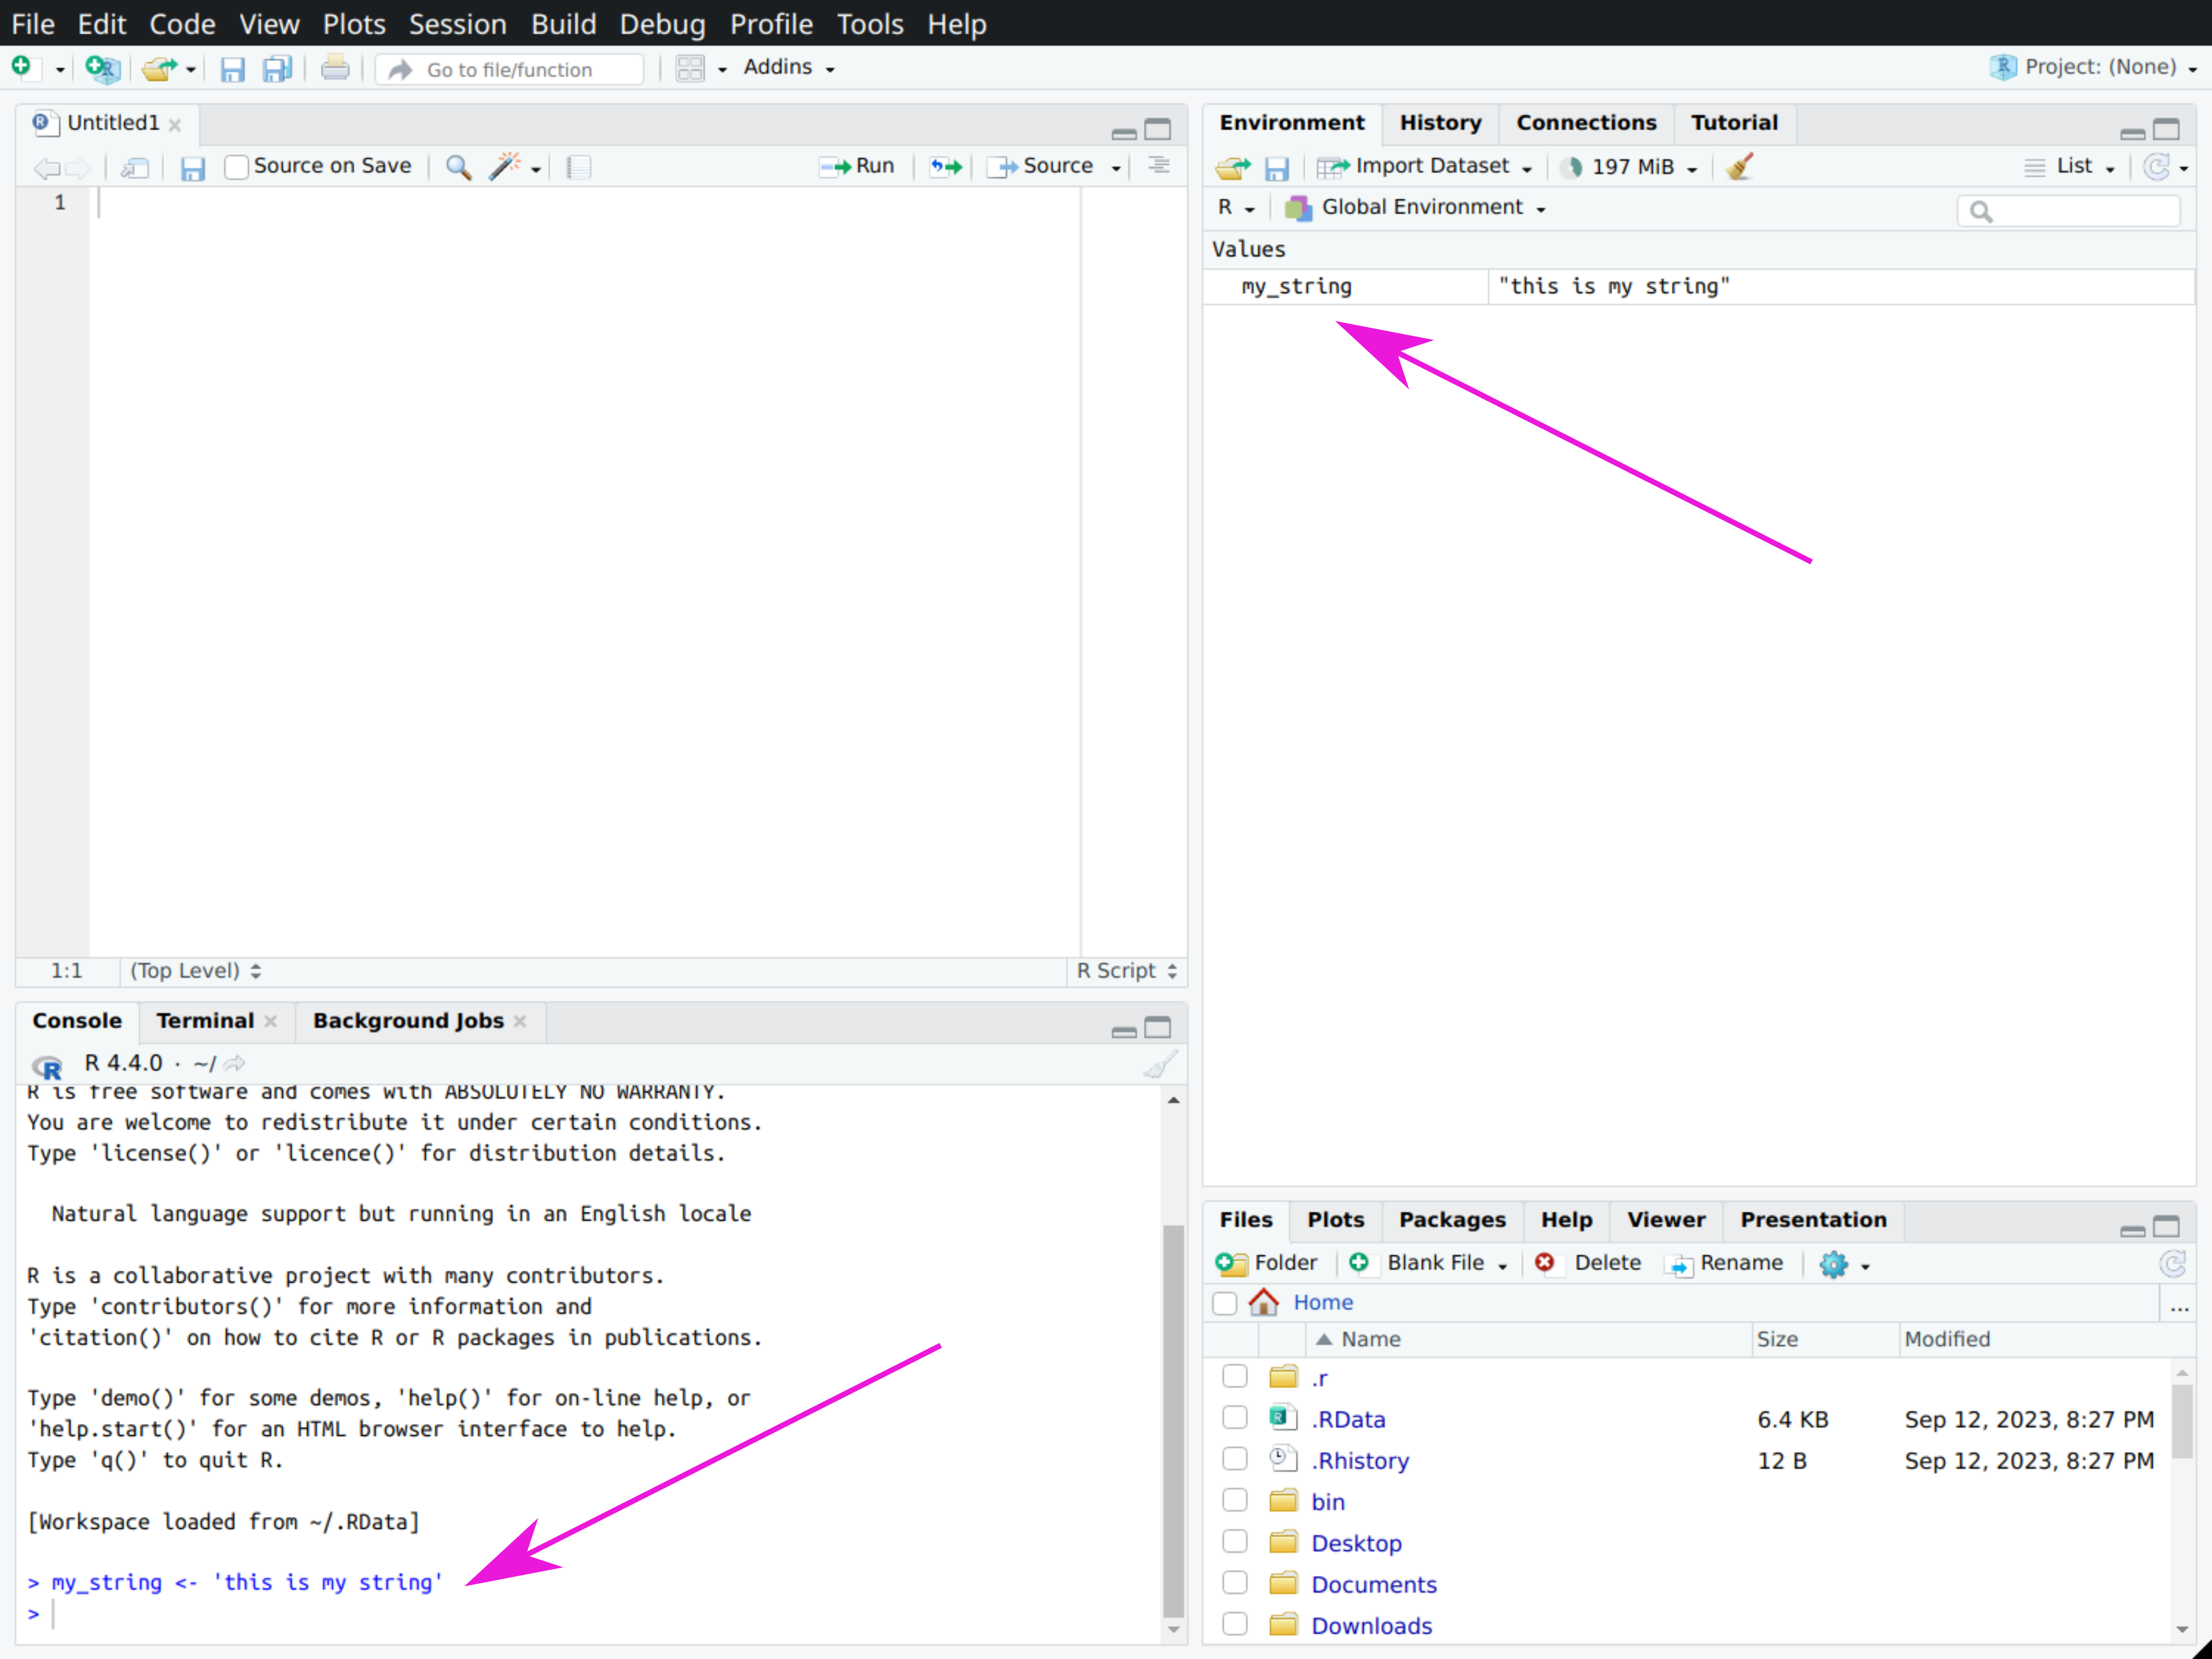 File Edit Code View Plots Session Build Debug Profile Tools Help
Go to file/function Addins Project: (None)
Untitled1
Source on Save Run Source
1
1:1 (Top Level) R Script
Console Terminal Background Jobs
R 4.4.0 · ~/
R is free software and comes with ABSOLUTELY NO WARRANTY.
You are welcome to redistribute it under certain conditions.
Type 'license()' or 'licence()' for distribution details.
Natural language support but running in an English locale
R is a collaborative project with many contributors.
Type 'contributors()' for more information and
'citation()' on how to cite R or R packages in publications.
Type 'demo()' for some demos, 'help()' for on-line help, or
'help.start()' for an HTML browser interface to help.
Type 'q()' to quit R.
[Workspace loaded from ~/.RData]
> my_string <- 'this is my string'
>
Environment History Connections Tutorial
Import Dataset 197 MiB List
R Global Environment
Values
my_string "this is my string"
Files Plots Packages Help Viewer Presentation
Folder Blank File Delete Rename
Home ...
Name Size Modified
.r
.RData 6.4 KB Sep 12, 2023, 8:27 PM
.Rhistory 12 B Sep 12, 2023, 8:27 PM
bin
Desktop
Documents
Downloads